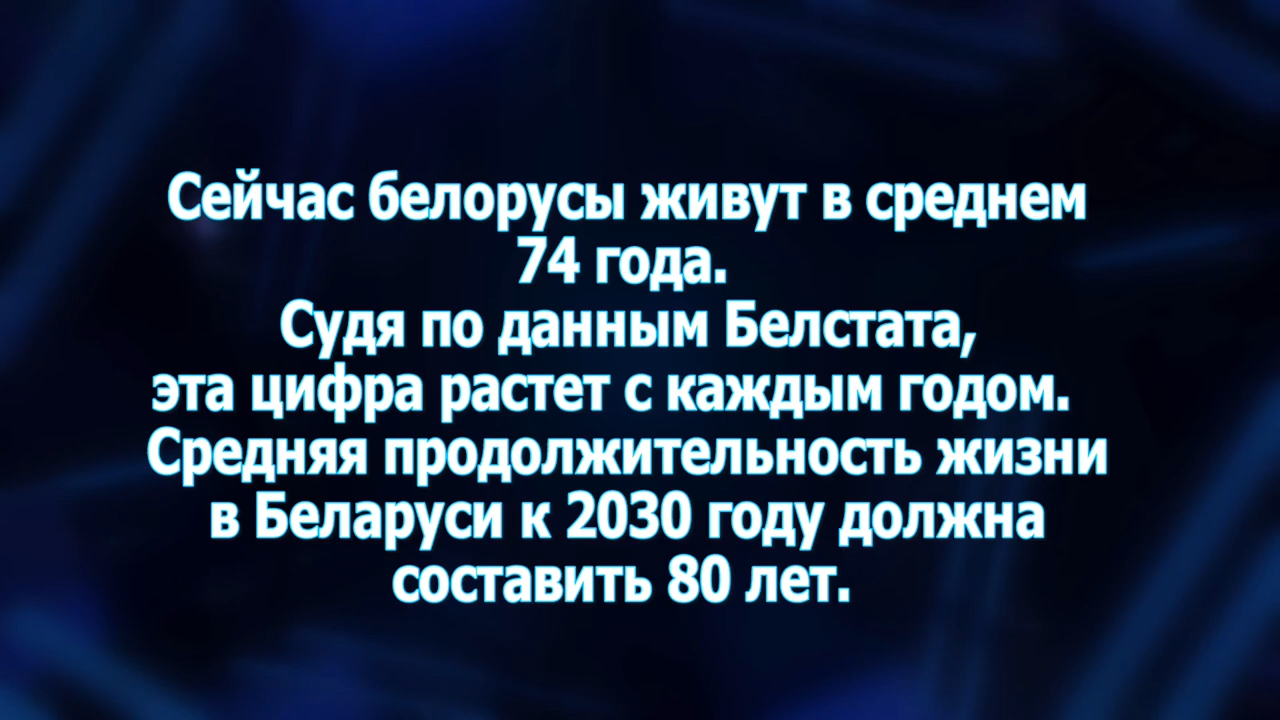 Сейчас белорусы живут в среднем
74 года.
Судя по данным Белстата,
эта цифра растет с каждым годом.
Средняя продолжительность жизни
в Беларуси к 2030 году должна
составить 80 лет.